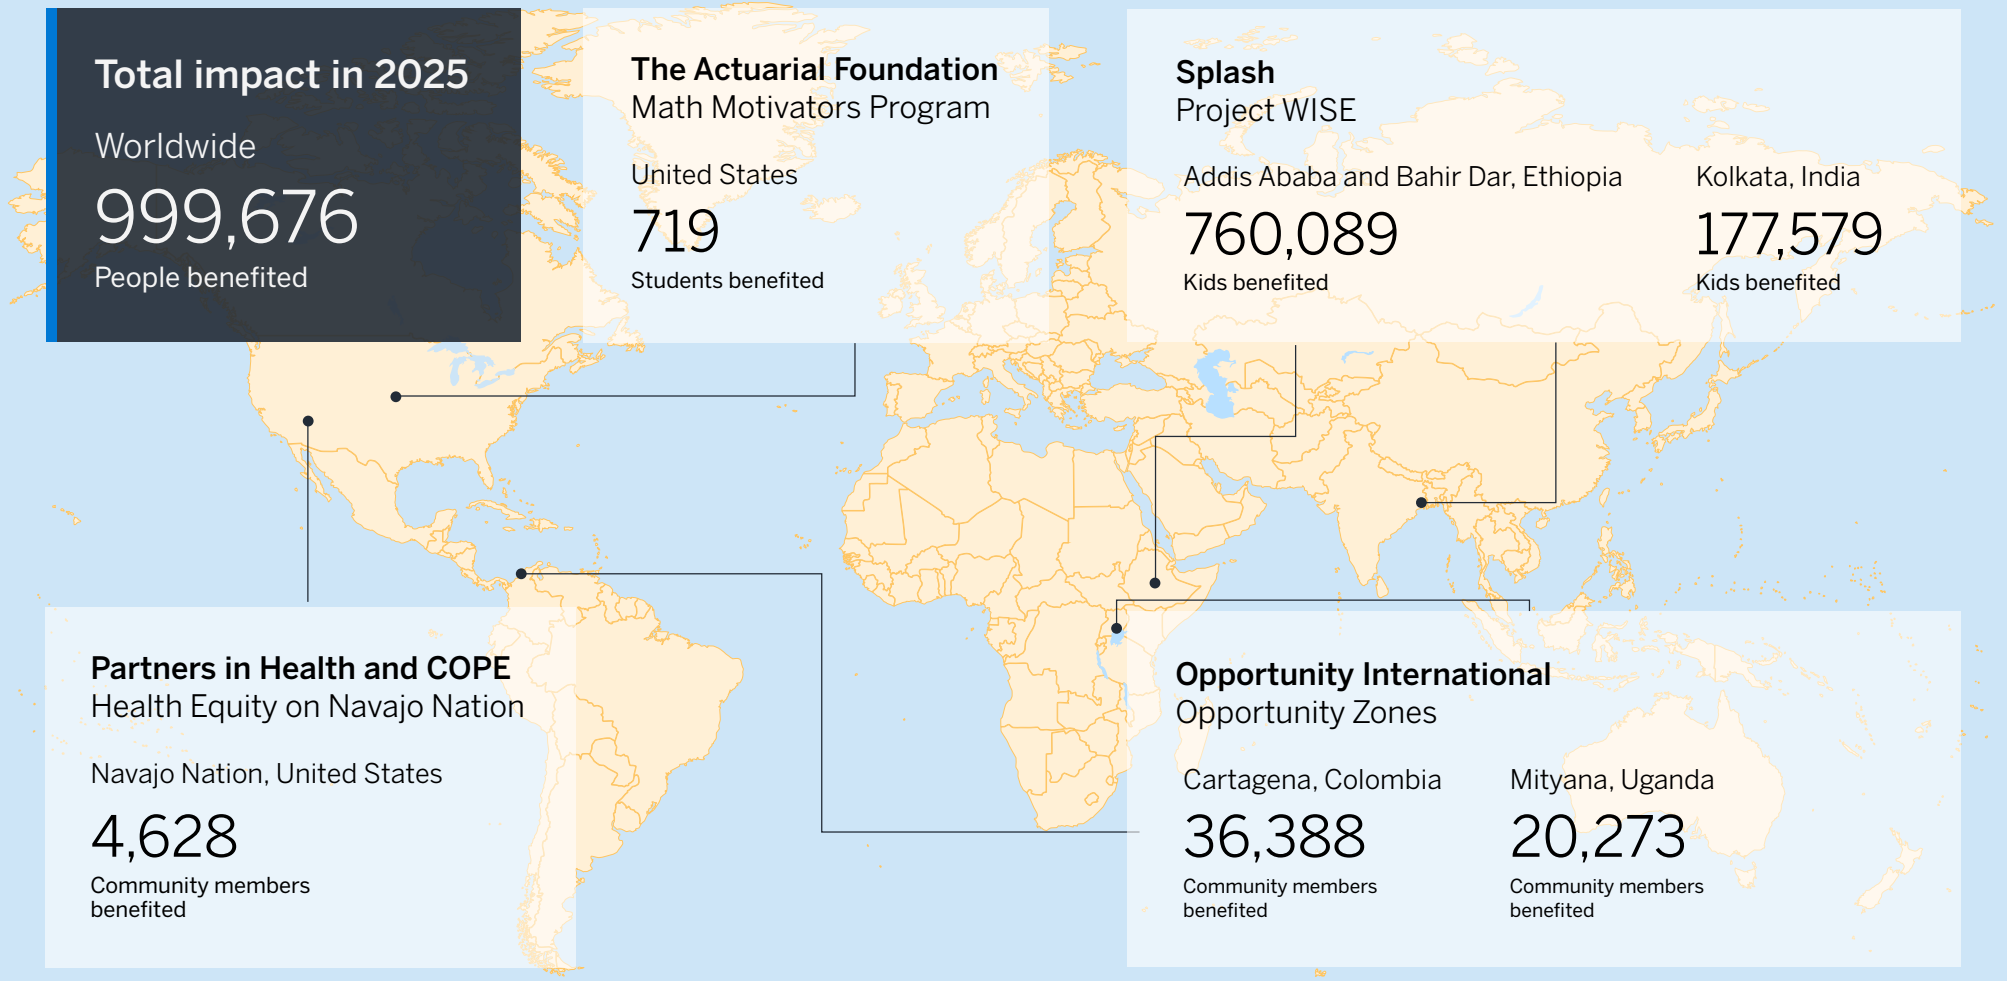 Total impact in 2025
Worldwide
999,676
People benefited
The Actuarial Foundation
Math Motivators Program
United States
719
Students benefited
Splash
Project WISE
Addis Ababa and Bahir Dar, Ethiopia
760,089
Kids benefited
Kolkata, India
177,579
Kids benefited
Partners in Health and COPE
Health Equity on Navajo Nation
Navajo Nation, United States
4,628
Community members
benefited
Opportunity International
Opportunity Zones
Cartagena, Colombia
36,388
Community members
benefited
Mityana, Uganda
20,273
Community members
benefited